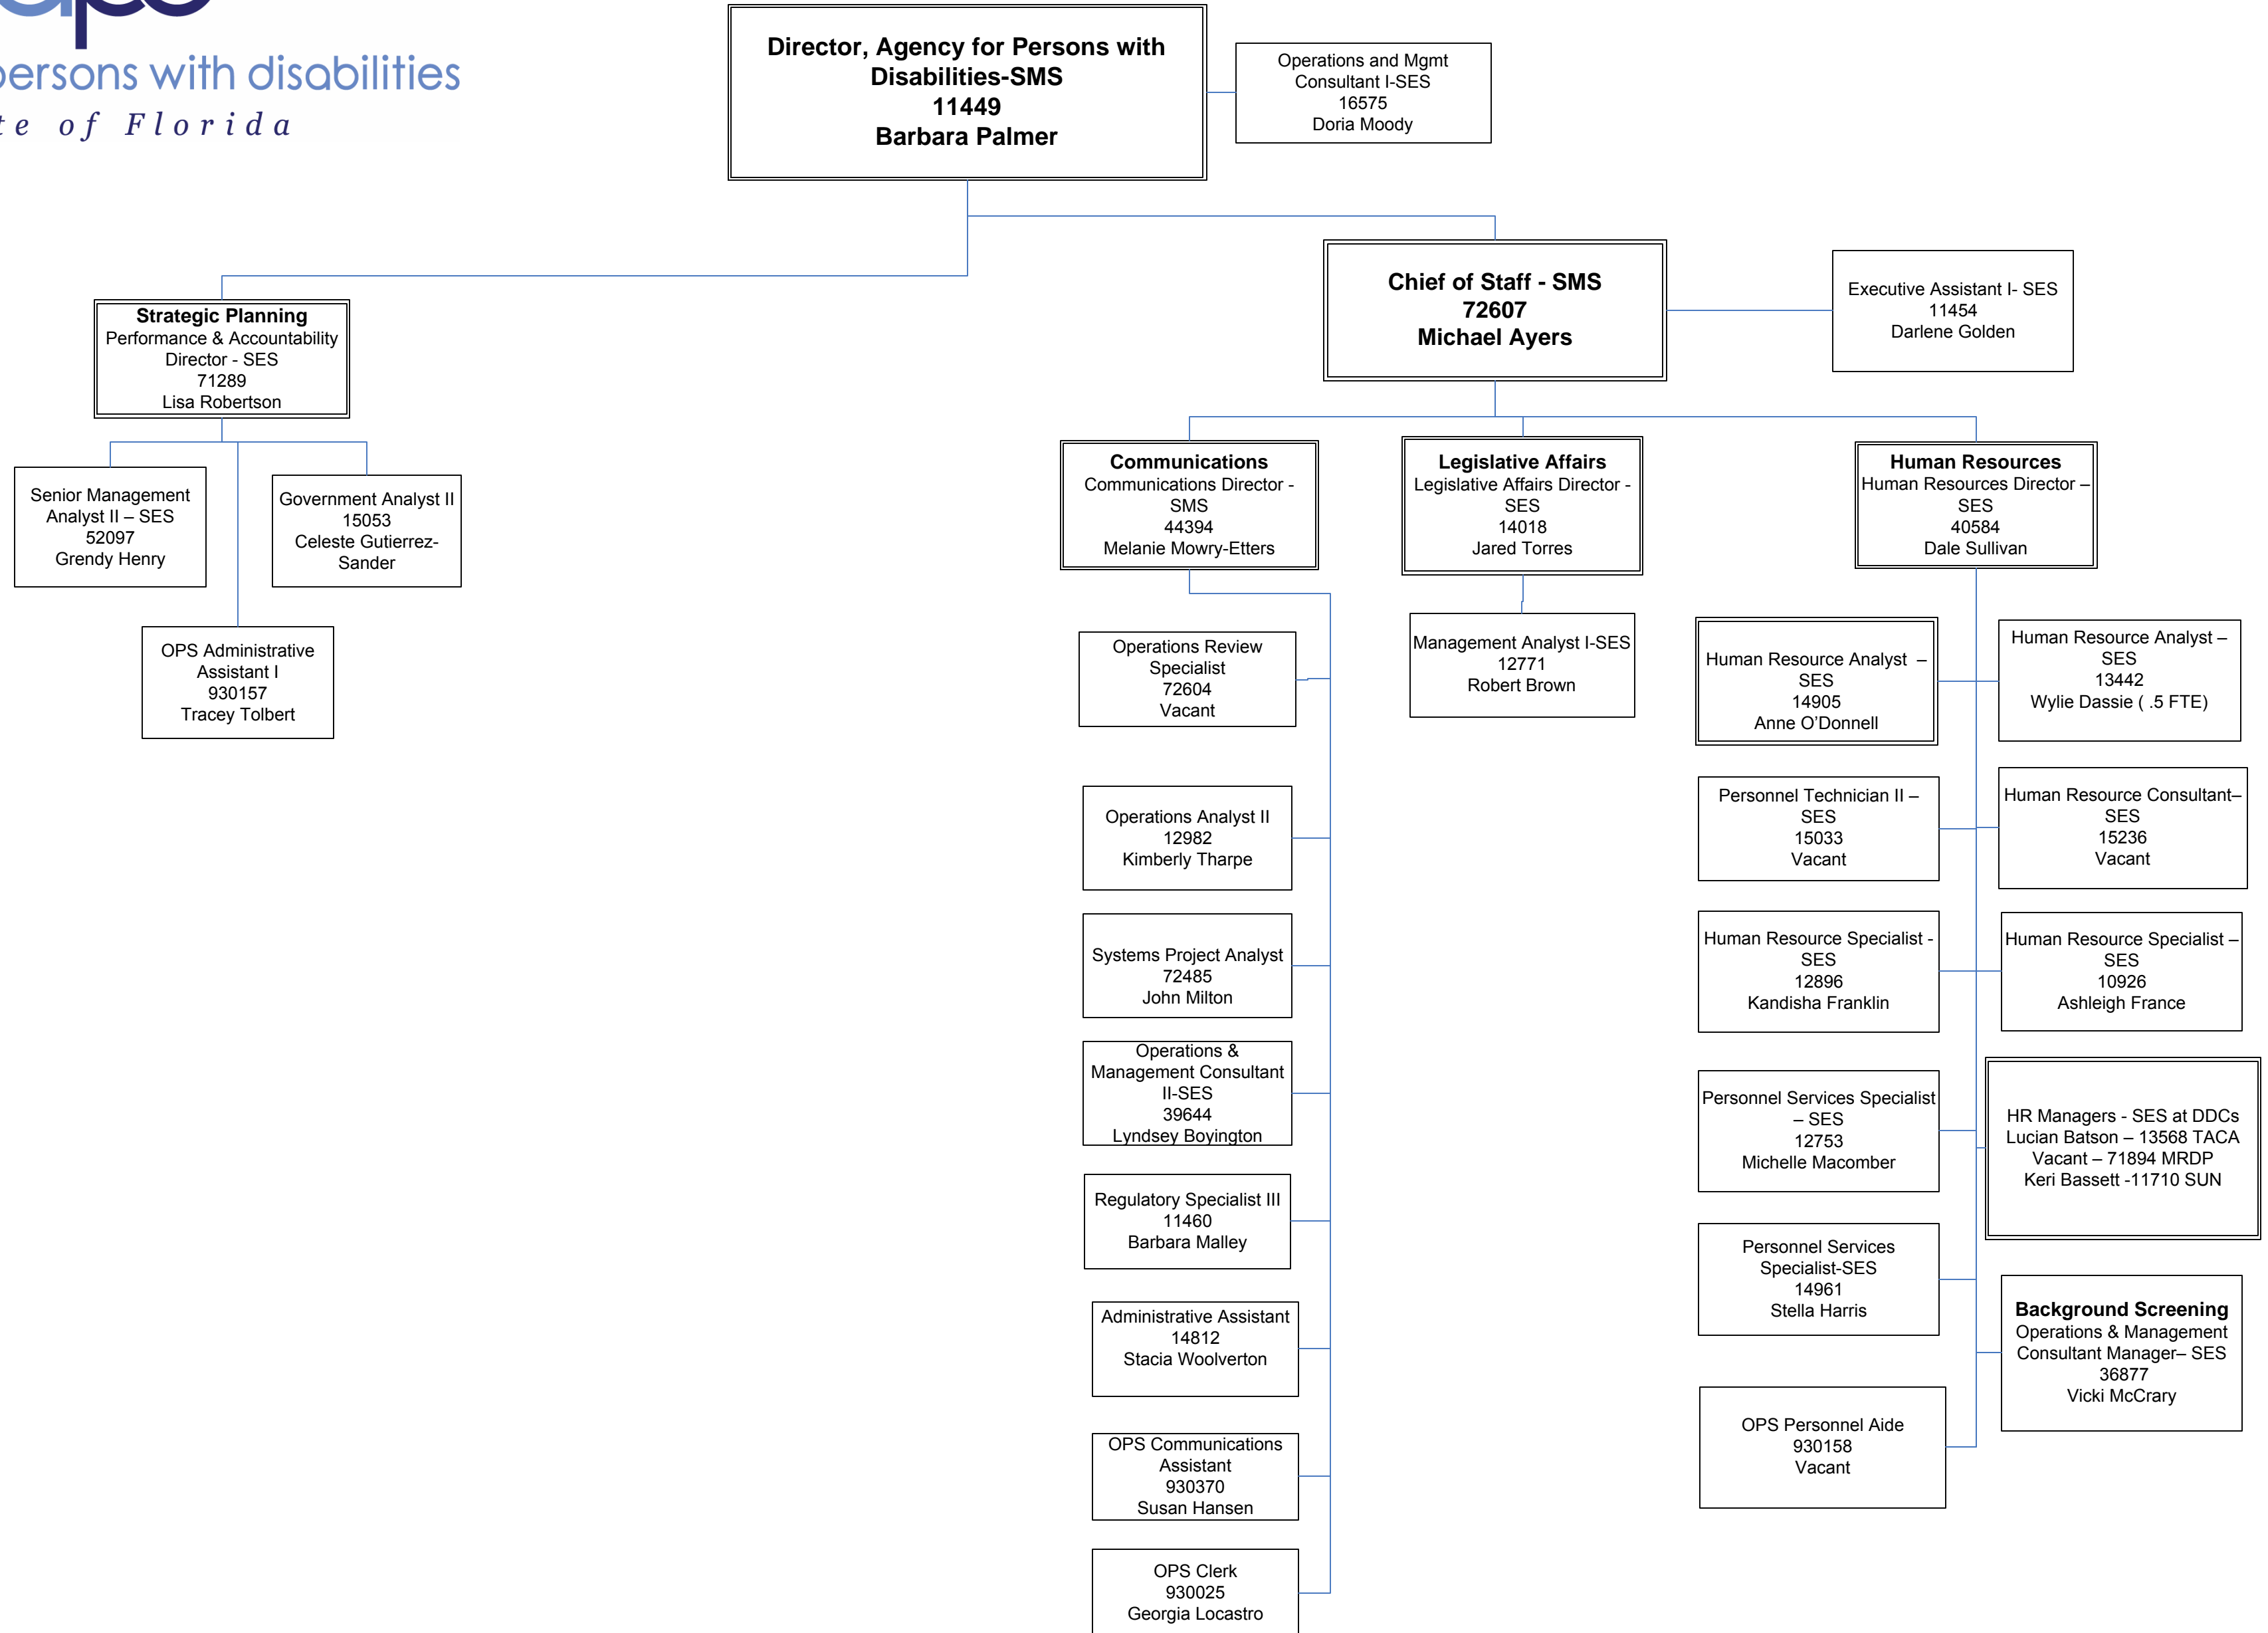 persons with disabilities
of Florida
Director, Agency for Persons with
Disabilities-SMS
11449
Barbara Palmer
Operations and Mgmt
Consultant I-SES
16575
Doria Moody
Chief of Staff - SMS
72607
Michael Ayers
Executive Assistant I- SES
11454
Darlene Golden
Strategic Planning
Performance & Accountability
Director - SES
71289
Lisa Robertson
Senior Management
Analyst II – SES
52097
Grendy Henry
Government Analyst II
15053
Celeste Gutierrez-
Sander
OPS Administrative
Assistant I
930157
Tracey Tolbert
Communications
Communications Director -
SMS
44394
Melanie Mowry-Etters
Legislative Affairs
Legislative Affairs Director -
SES
14018
Jared Torres
Human Resources
Human Resources Director –
SES
40584
Dale Sullivan
Operations Review
Specialist
72604
Vacant
Operations Analyst II
12982
Kimberly Tharpe
Systems Project Analyst
72485
John Milton
Operations &
Management Consultant
II-SES
39644
Lyndsey Boyington
Regulatory Specialist III
11460
Barbara Malley
Administrative Assistant
14812
Stacia Woolverton
OPS Communications
Assistant
930370
Susan Hansen
OPS Clerk
930025
Georgia Locastro
Management Analyst I-SES
12771
Robert Brown
Human Resource Analyst –
SES
14905
Anne O’Donnell
Human Resource Analyst –
SES
13442
Wylie Dassie ( .5 FTE)
Personnel Technician II –
SES
15033
Vacant
Human Resource Consultant–
SES
15236
Vacant
Human Resource Specialist -
SES
12896
Kandisha Franklin
Human Resource Specialist –
SES
10926
Ashleigh France
Personnel Services Specialist
– SES
12753
Michelle Macomber
HR Managers - SES at DDCs
Lucian Batson – 13568 TACA
Vacant – 71894 MRDP
Keri Bassett -11710 SUN
Personnel Services
Specialist-SES
14961
Stella Harris
Background Screening
Operations & Management
Consultant Manager– SES
36877
Vicki McCrary
OPS Personnel Aide
930158
Vacant